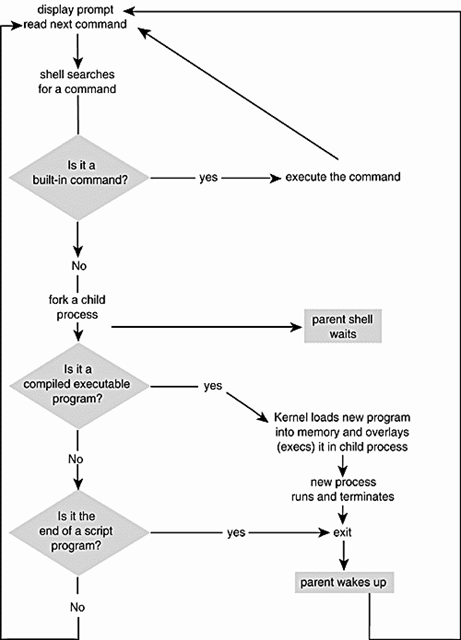 display prompt
read next command
shell searches
for a command
Is it a
built-in command?
yes
execute the command
No
fork a child
process
parent shell
waits
Is it a
compiled executable
program?
yes
Kernel loads new program
into memory and overlays
(execs) it in child process
No
new process
runs and terminates
Is it the
end of a script
program?
yes
exit
parent wakes up
No